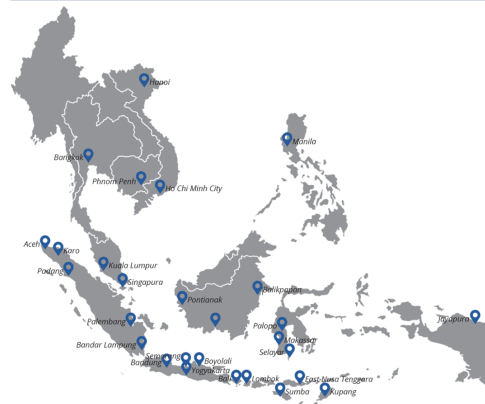 Hanoi
Manila
Bangkok
Phnom Penh
Ho Chi Minh City
Aceh
Karo
Kuala Lumpur
Padang
Singapura
Balikpapan
Pontianak
Palembang
Jayapura
Palopo
Makassar
Bandar Lampung
Selayar
Semarang
Boyolali
Bandung
Yogyakarta
Bali
Lombok
East Nusa Tenggara
Sumba
Kupang